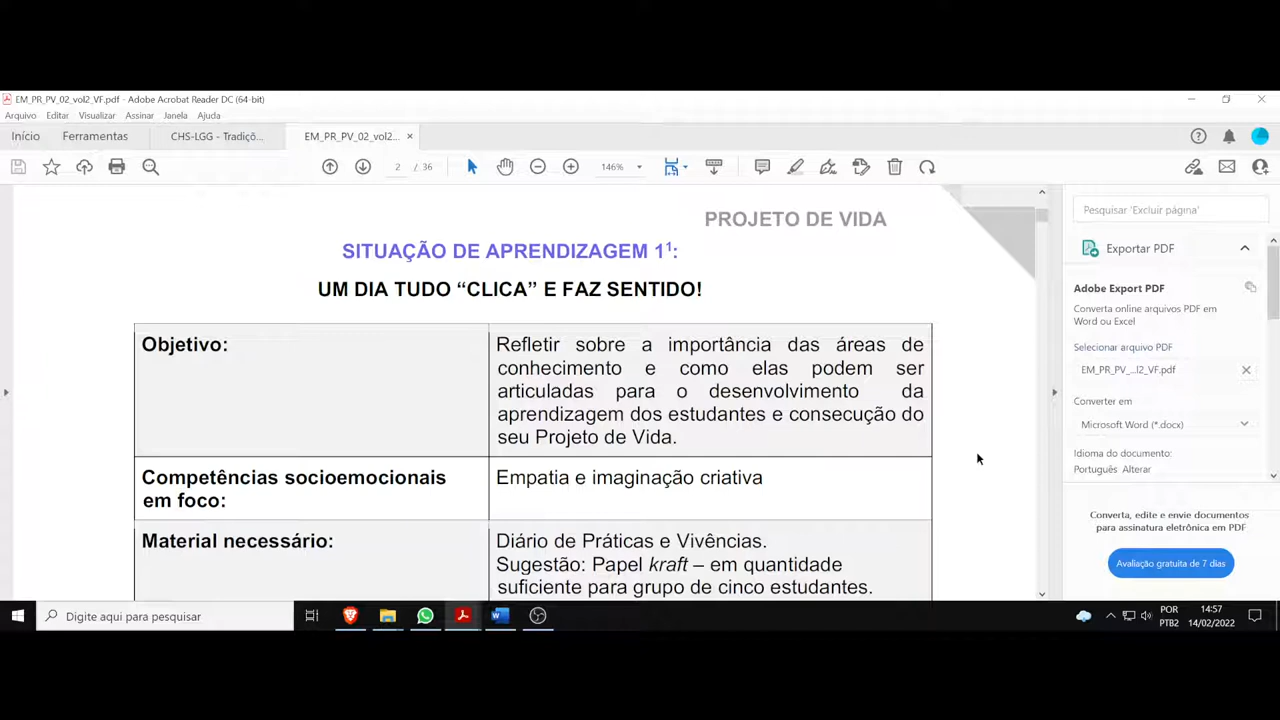 EM_PR_PV_02_vol2_VF.pdf - Adobe Acrobat Reader DC (64-bit)
Arquivo Editar Visualizar Assinar Janela Ajuda
Início Ferramentas CHS-LGG - Tradiçõ... EM_PR_PV_02_vol2...
2 / 36 146%
PROJETO DE VIDA
SITUAÇÃO DE APRENDIZAGEM 1¹:
UM DIA TUDO “CLICA” E FAZ SENTIDO!
Objetivo:
Refletir sobre a importância das áreas de
conhecimento e como elas podem ser
articuladas para o desenvolvimento da
aprendizagem dos estudantes e consecução do
seu Projeto de Vida.
Competências socioemocionais
em foco:
Empatia e imaginação criativa
Material necessário:
Diário de Práticas e Vivências.
Sugestão: Papel kraft – em quantidade
suficiente para grupo de cinco estudantes.
Pesquisar 'Excluir página'
Exportar PDF
Adobe Export PDF
Converta online arquivos PDF em
Word ou Excel
Selecionar arquivo PDF
EM_PR_PV_...l2_VF.pdf
Converter em
Microsoft Word (*.docx)
Idioma do documento:
Português Alterar
Converta, edite e envie documentos
para assinatura eletrônica em PDF
Avaliação gratuita de 7 dias
Digite aqui para pesquisar
POR
PTB2
14:57
14/02/2022